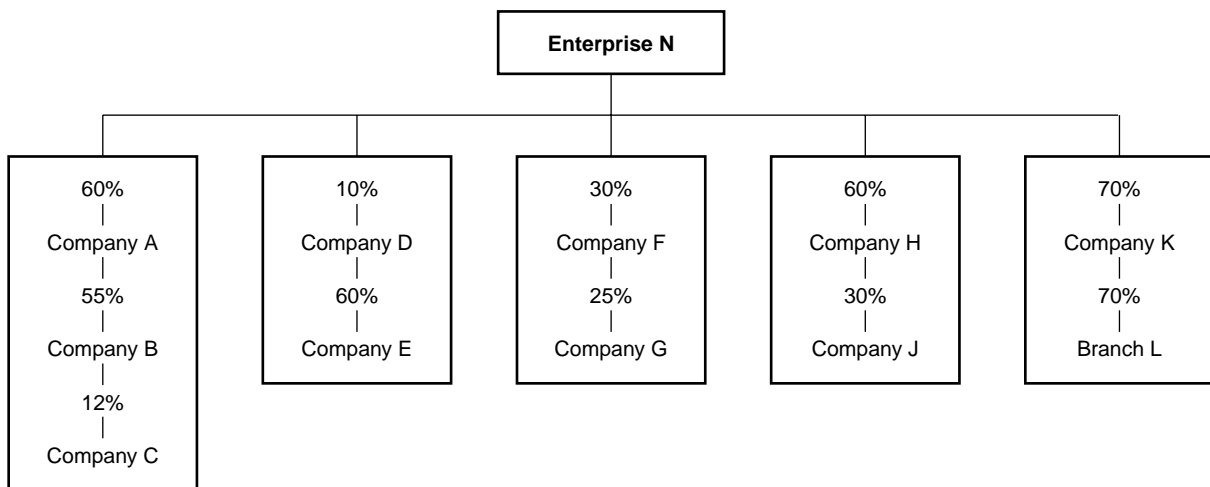 Enterprise N
60%
Company A
55%
Company B
12%
Company C
10%
Company D
60%
Company E
30%
Company F
25%
Company G
60%
Company H
30%
Company J
70%
Company K
70%
Branch L